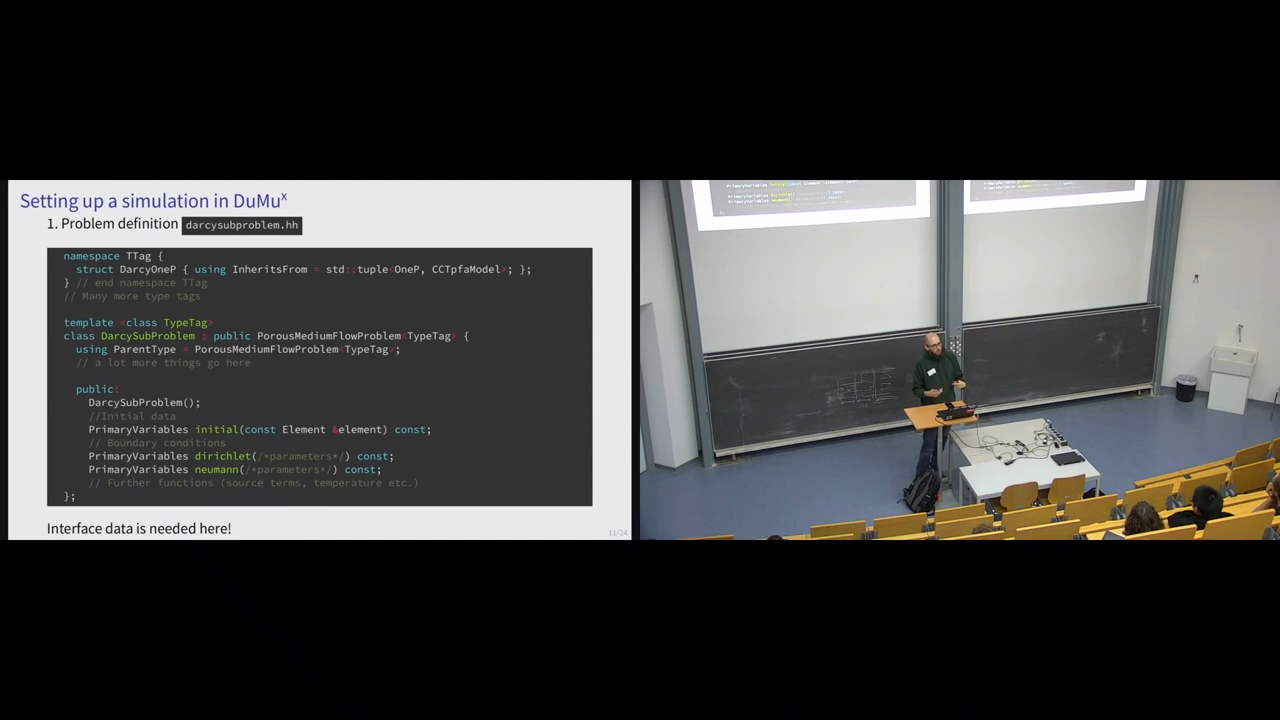 Setting up a simulation in DuMuˣ
1. Problem definition darcysubproblem.hh
namespace TTag {
struct DarcyOneP { using InheritsFrom = std::tuple<OneP, CCTpfaModel>; };
} // end namespace TTag
// Many more type tags
template <class TypeTag>
class DarcySubProblem : public PorousMediumFlowProblem<TypeTag> {
using ParentType = PorousMediumFlowProblem<TypeTag>;
// a lot more things go here
public:
DarcySubProblem();
//Initial data
PrimaryVariables initial(const Element &element) const;
// Boundary conditions
PrimaryVariables dirichlet(/*parameters*/) const;
PrimaryVariables neumann(/*parameters*/) const;
// Further functions (source terms, temperature etc.)
};
Interface data is needed here!
11/24